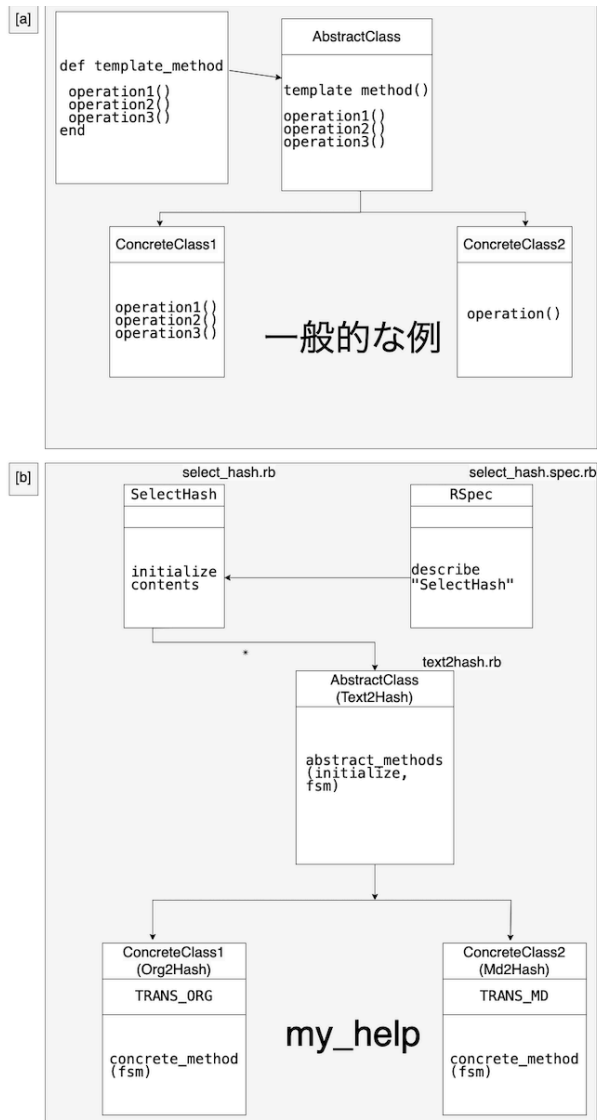 [a]
def template_method
operation1()
operation2()
operation3()
end
AbstractClass
template method()
operation1()
operation2()
operation3()
ConcreteClass1
operation1()
operation2()
operation3()
ConcreteClass2
operation()
一般的な例
[b]
select_hash.rb
SelectHash
initialize
contents
select_hash.spec.rb
RSpec
describe
"SelectHash"
*
text2hash.rb
AbstractClass
(Text2Hash)
abstract_methods
(initialize,
fsm)
ConcreteClass1
(Org2Hash)
TRANS_ORG
concrete_method
(fsm)
my_help
ConcreteClass2
(Md2Hash)
TRANS_MD
concrete_method
(fsm)